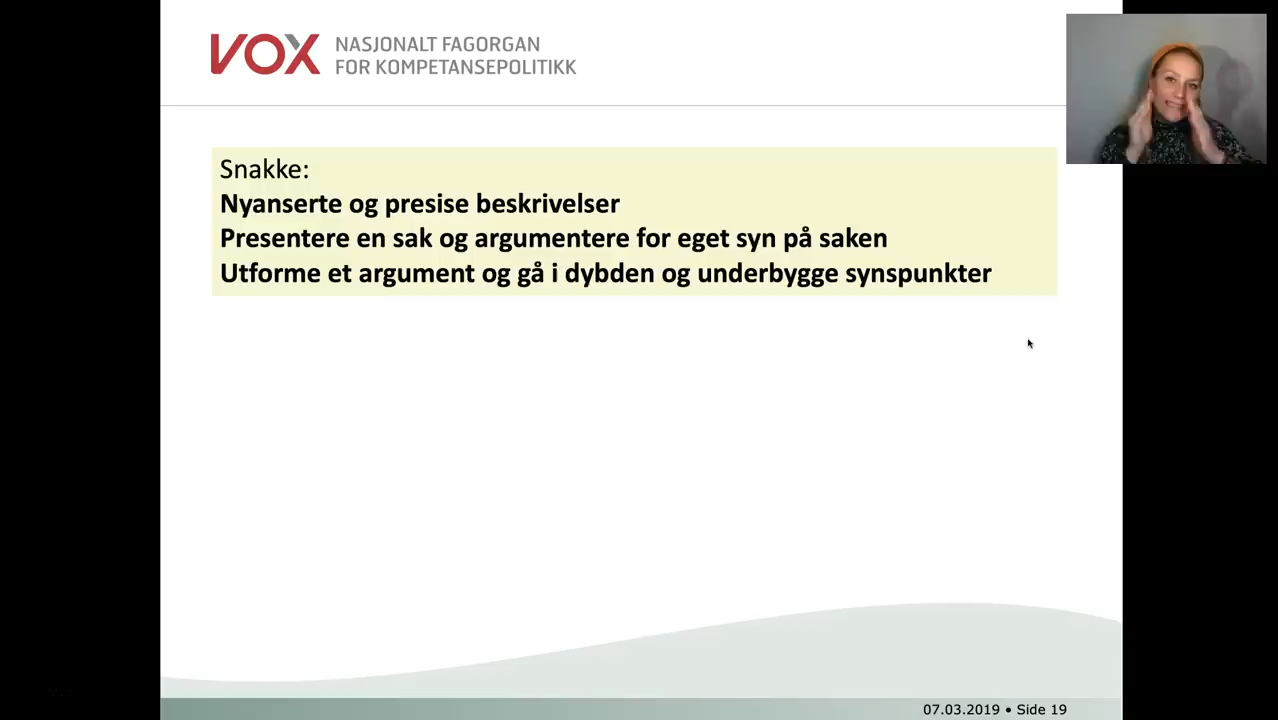 VOX
NASJONALT FAGORGAN
FOR KOMPETANSEPOLITIKK
Snakke:
Nyanserte og presise beskrivelser
Presentere en sak og argumentere for eget syn på saken
Utforme et argument og gå i dybden og underbygge synspunkter
07.03.2019 • Side 19